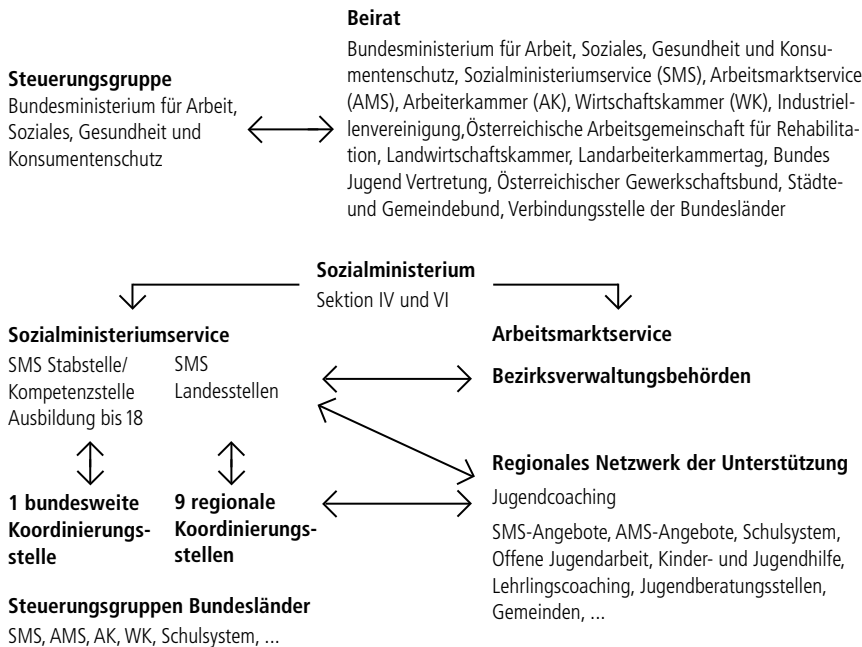 Beirat
Bundesministerium für Arbeit, Soziales, Gesundheit und Konsu-
mentenschutz, Sozialministeriumservice (SMS), Arbeitsmarktservice
(AMS), Arbeiterkammer (AK), Wirtschaftskammer (WK), Industriel-
lenvereinigung,Österreichische Arbeitsgemeinschaft für Rehabilita-
tion, Landwirtschaftskammer, Landarbeiterkammertag, Bundes
Jugend Vertretung, Österreichischer Gewerkschaftsbund, Städte-
und Gemeindebund, Verbindungsstelle der Bundesländer
Steuerungsgruppe
Bundesministerium für Arbeit,
Soziales, Gesundheit und
Konsumentenschutz
Sozialministerium
Sektion IV und VI
Sozialministeriumservice
SMS Stabstelle/
Kompetenzstelle
Ausbildung bis 18
SMS
Landesstellen
Arbeitsmarktservice
Bezirksverwaltungsbehörden
1 bundesweite
Koordinierungs-
stelle
9 regionale
Koordinierungs-
stellen
Regionales Netzwerk der Unterstützung
Jugendcoaching
SMS-Angebote, AMS-Angebote, Schulsystem,
Offene Jugendarbeit, Kinder- und Jugendhilfe,
Lehrlingscoaching, Jugendberatungsstellen,
Gemeinden, ...
Steuerungsgruppen Bundesländer
SMS, AMS, AK, WK, Schulsystem, ...